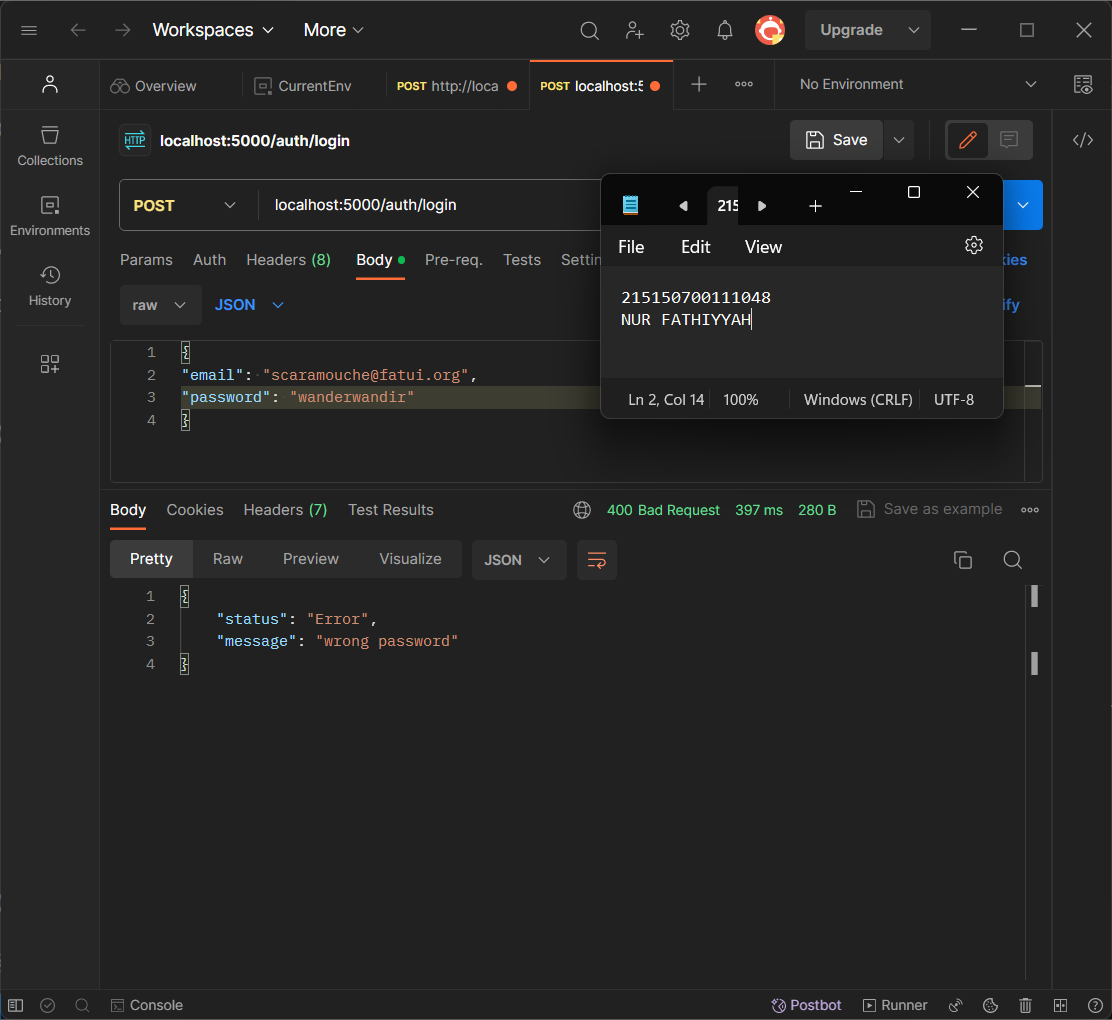 Workspaces More Upgrade
Overview CurrentEnv POST http://loca POST localhost:5 No Environment
HTTP localhost:5000/auth/login Save
Collections
Environments
History
POST localhost:5000/auth/login
Params Auth Headers (8) Body Pre-req. Tests Settin
raw JSON
1 {
2 "email": "scaramouche@fatui.org",
3 "password": "wanderwandir"
4 }
215
File Edit View
215150700111048
NUR FATHIYYAH
Ln 2, Col 14 100% Windows (CRLF) UTF-8
kies
ify
Body Cookies Headers (7) Test Results 400 Bad Request 397 ms 280 B Save as example
Pretty Raw Preview Visualize JSON
1 {
2 "status": "Error",
3 "message": "wrong password"
4 }
Console Postbot Runner